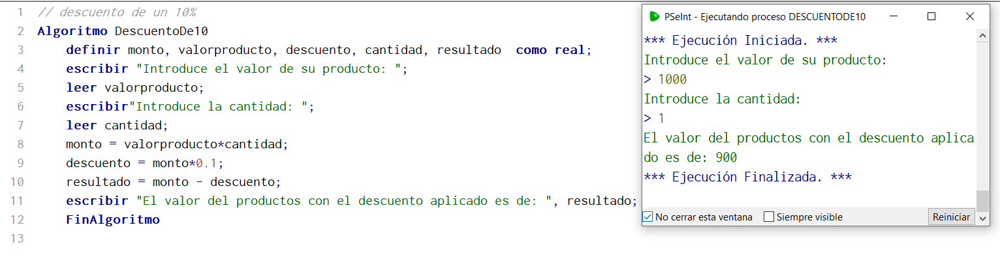 1 // descuento de un 10%
2 Algoritmo DescuentoDe10
3 definir monto, valorproducto, descuento, cantidad, resultado como real;
4 escribir "Introduce el valor de su producto: ";
5 leer valorproducto;
6 escribir"Introduce la cantidad: ";
7 leer cantidad;
8 monto = valorproducto*cantidad;
9 descuento = monto*0.1;
10 resultado = monto - descuento;
11 escribir "El valor del productos con el descuento aplicado es de: ", resultado;
12 FinAlgoritmo
13
PSeInt - Ejecutando proceso DESCUENTODE10
*** Ejecución Iniciada. ***
Introduce el valor de su producto:
> 1000
Introduce la cantidad:
> 1
El valor del productos con el descuento aplica
do es de: 900
*** Ejecución Finalizada. ***
No cerrar esta ventana Siempre visible Reiniciar